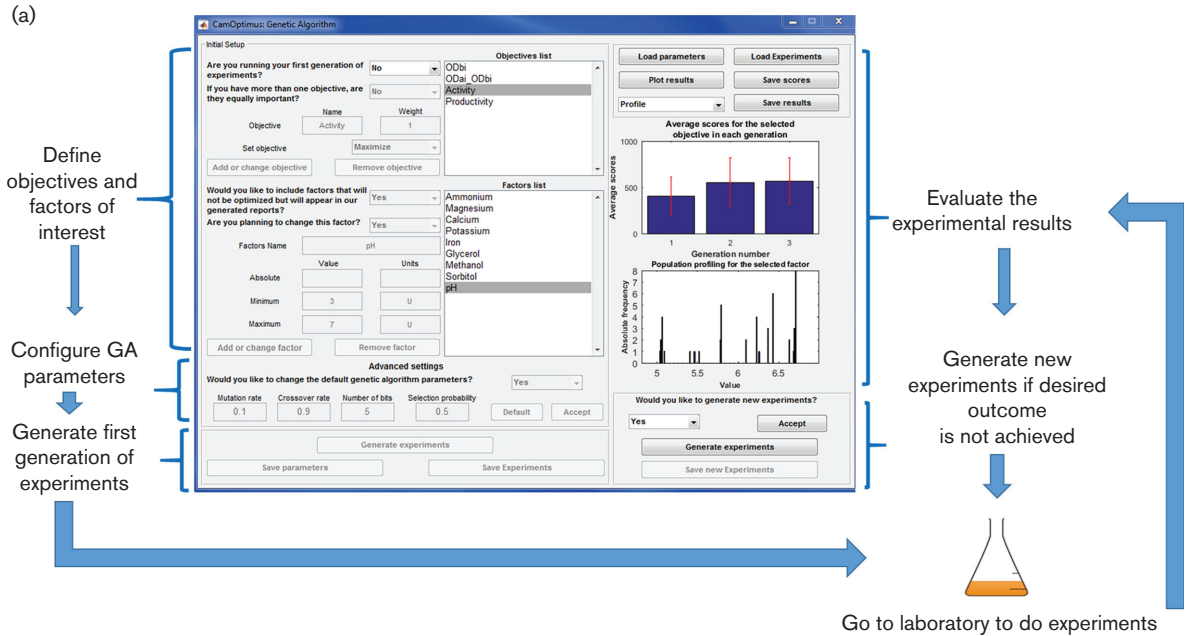 (a)
CamOptimus: Genetic Algorithm
Define
objectives and
factors of
interest
Configure GA
parameters
Generate first
generation of
experiments
Initial Setup
Are you running your first generation of
experiments?
No
If you have more than one objective, are
they equally important?
No
Name
Weight
Objective
Activity
1
Set objective
Maximize
Add or change objective
Remove objective
Objectives list
ODbi
ODai_ODbi
Activity
Productivity
Would you like to include factors that will
not be optimized but will appear in our
generated reports?
Yes
Are you planning to change this factor?
Yes
Factors Name
pH
Value
Units
Absolute
Minimum
3
U
Maximum
7
U
Add or change factor
Remove factor
Factors list
Ammonium
Magnesium
Calcium
Potassium
Iron
Glycerol
Methanol
Sorbitol
pH
Advanced settings
Would you like to change the default genetic algorithm parameters?
Yes
Mutation rate
Crossover rate
Number of bits
Selection probability
0.1
0.9
5
0.5
Default
Accept
Generate experiments
Save parameters
Save Experiments
Load parameters
Load Experiments
Plot results
Save scores
Profile
Save results
Average scores for the selected
objective in each generation
Average scores
1000
500
0
1
2
3
Generation number
Population profiling for the selected factor
Absolute frequency
8
7
6
5
4
3
2
1
0
5
5.5
6
6.5
Value
Would you like to generate new experiments?
Yes
Accept
Generate experiments
Save new Experiments
Evaluate the
experimental results
Generate new
experiments if desired
outcome
is not achieved
Go to laboratory to do experiments